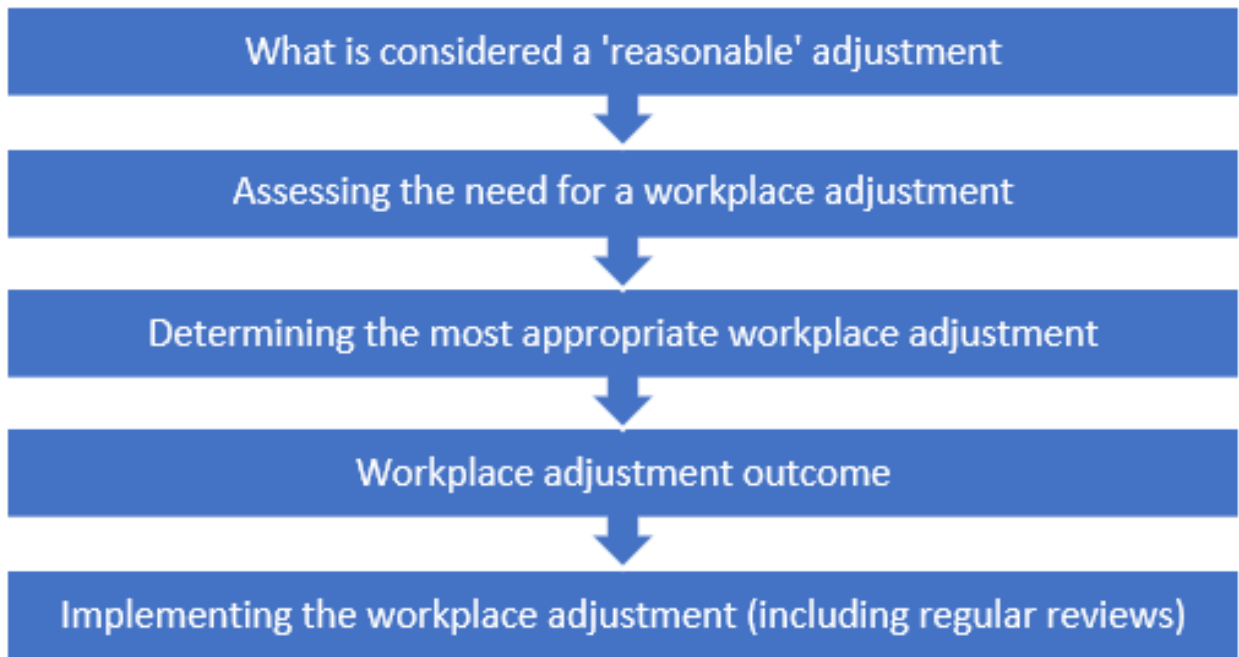 What is considered a 'reasonable' adjustment
Assessing the need for a workplace adjustment
Determining the most appropriate workplace adjustment
Workplace adjustment outcome
Implementing the workplace adjustment (including regular reviews)